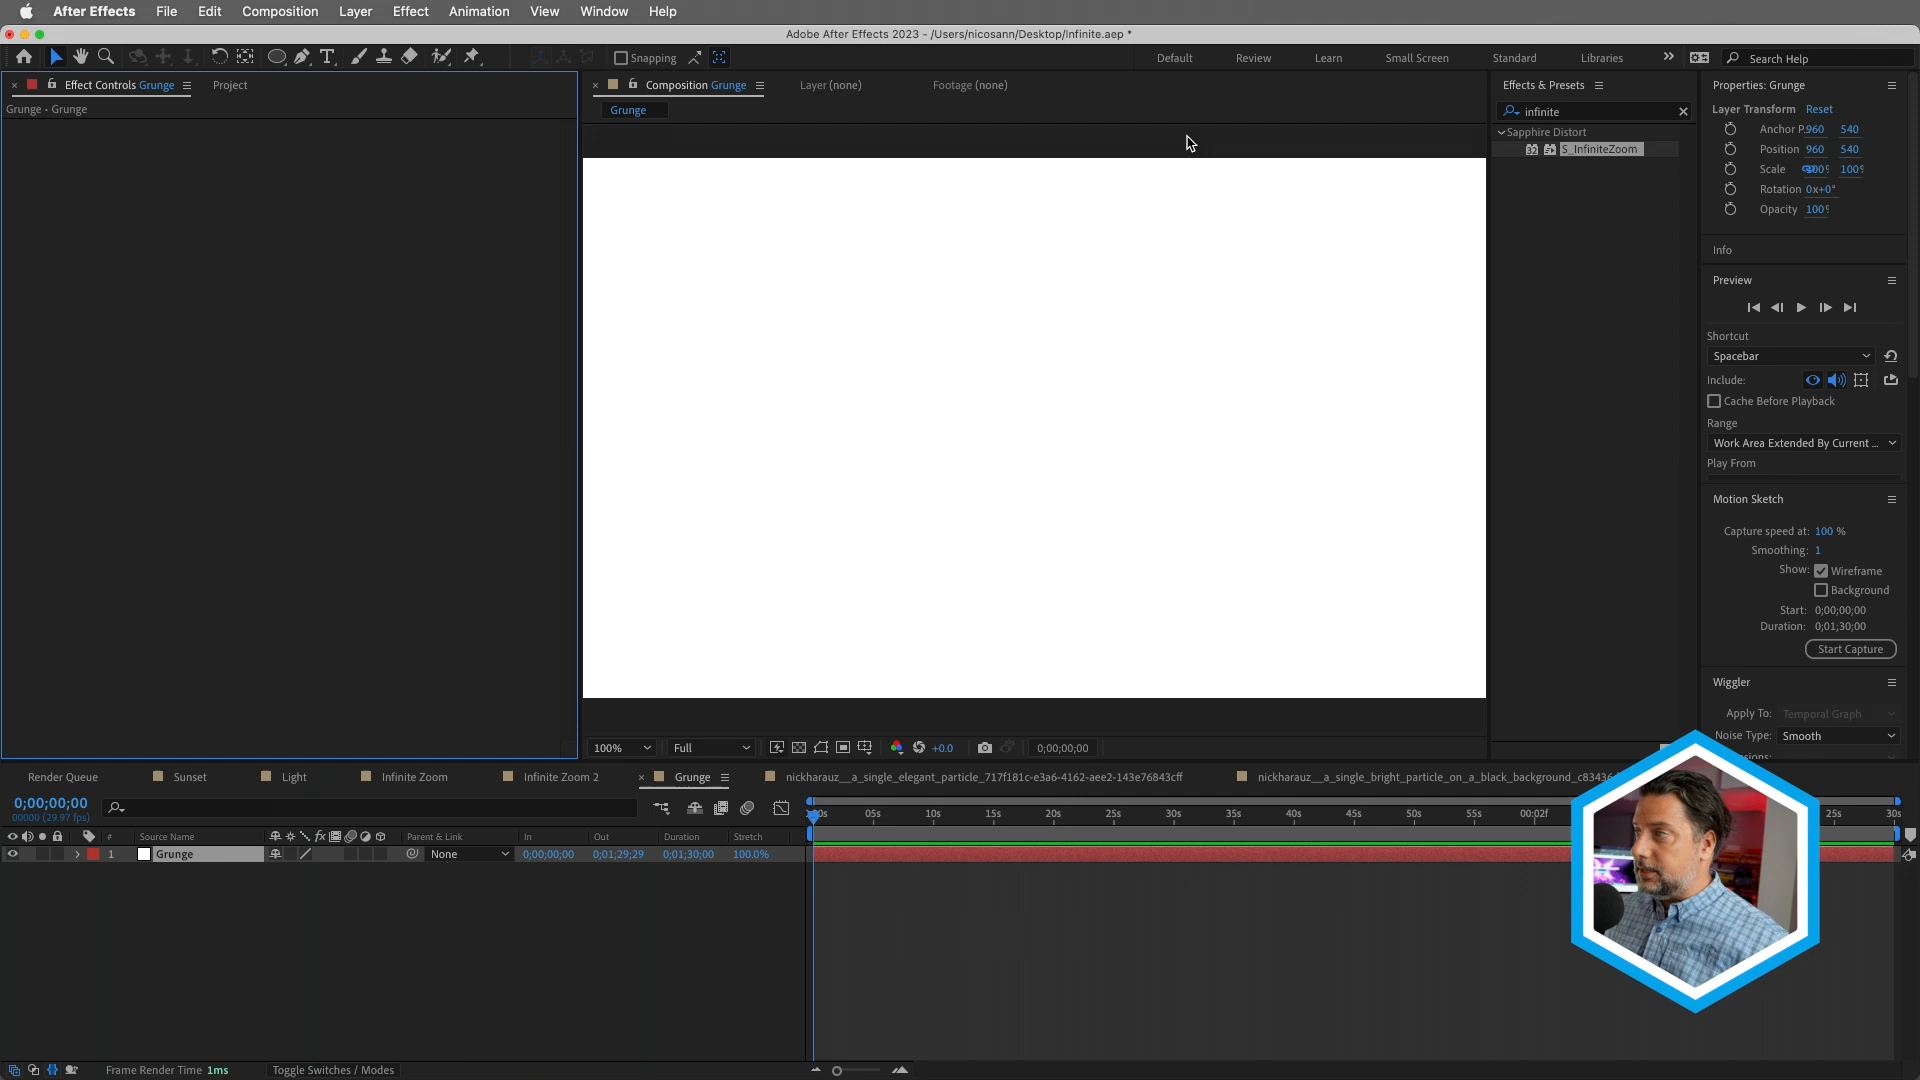 After Effects File Edit Composition Layer Effect Animation View Window Help
Adobe After Effects 2023 - /Users/nicosann/Desktop/Infinite.aep *
Snapping Default Review Learn Small Screen Standard Libraries Search Help
Effect Controls Grunge Project
Grunge • Grunge
Composition Grunge Layer (none) Footage (none)
Grunge
Effects & Presets
infinite
Sapphire Distort
S_InfiniteZoom
Properties: Grunge
Layer Transform Reset
Anchor P. 960 540
Position 960 540
Scale 100% 100%
Rotation 0x+0°
Opacity 100%
Info
Preview
Shortcut
Spacebar
Include:
Cache Before Playback
Range
Work Area Extended By Current ...
Play From
Motion Sketch
Capture speed at: 100 %
Smoothing: 1
Show: Wireframe
Background
Start: 0;00;00;00
Duration: 0;01;30;00
Start Capture
Wiggler
Apply To: Temporal Graph
Noise Type: Smooth
100% Full +0.0 0;00;00;00
Render Queue Sunset Light Infinite Zoom Infinite Zoom 2 Grunge nickharauz__a_single_elegant_particle_717f181c-e3a6-4162-aee2-143e76843cff nickharauz__a_single_bright_particle_on_a_black_background_c83436
0;00;00;00
00000 (29.97 fps)
05s 10s 15s 20s 25s 30s 35s 40s 45s 50s 55s 00:02f 25s 30s
# Source Name Parent & Link In Out Duration Stretch
1 Grunge None 0;00;00;00 0;01;29;29 0;01;30;00 100.0%
Frame Render Time 1ms Toggle Switches / Modes